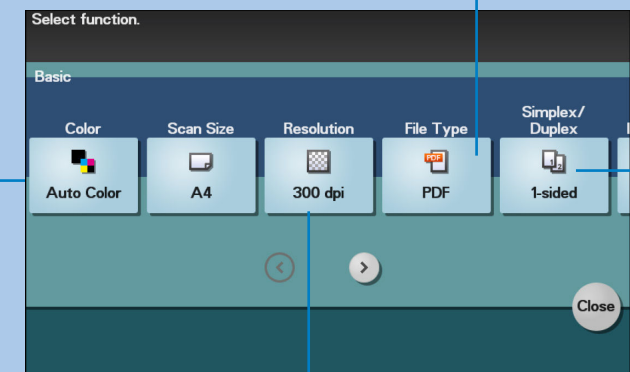 Select function.
Basic
Simplex/
Color Scan Size Resolution File Type Duplex
PDF
Auto Color A4 300 dpi PDF 1-sided
Close